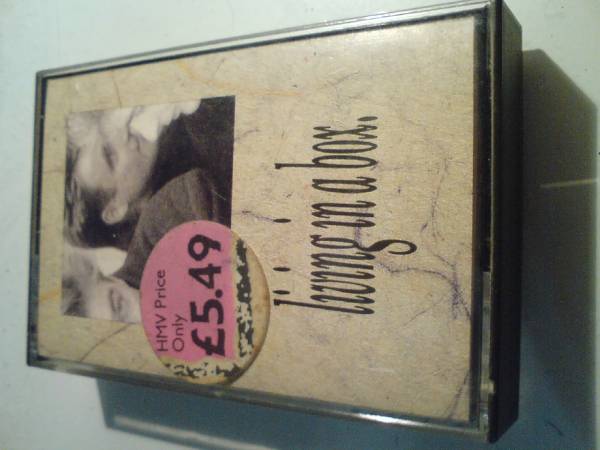 HMV Price
Only
£5.49
living in a box.